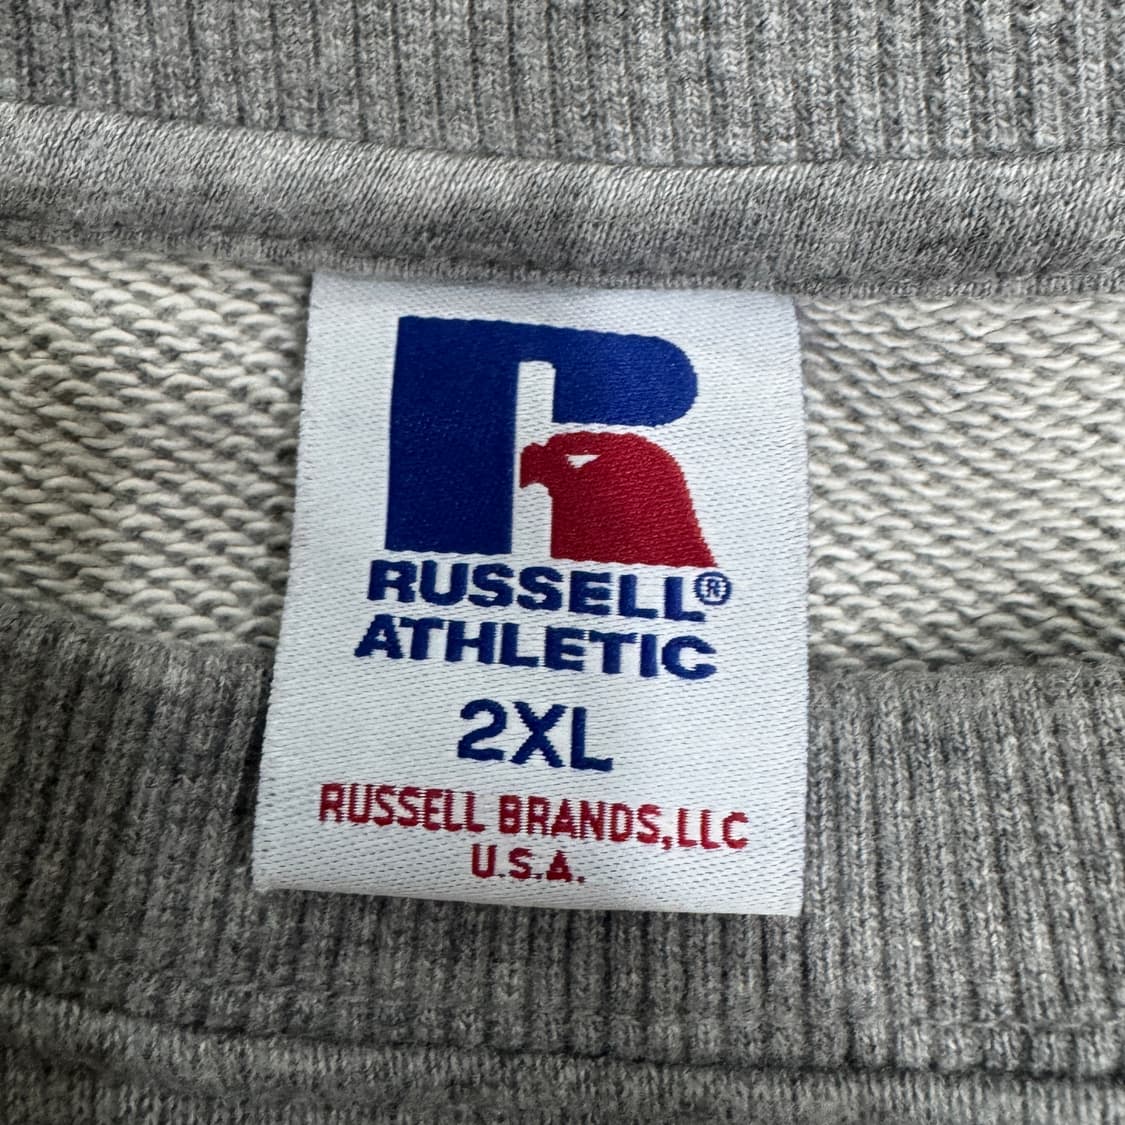 RUSSELL®
ATHLETIC
2XL
RUSSELL BRANDS,LLC
U.S.A.